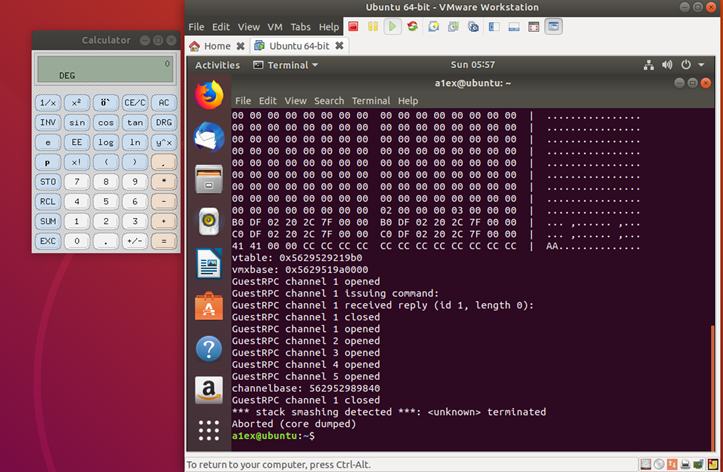 Ubuntu 64-bit - VMware Workstation
File Edit View VM Tabs Help
Home Ubuntu 64-bit
Activities Terminal Sun 05:57
a1ex@ubuntu: ~
File Edit View Search Terminal Help
00 00 00 00 00 00 00 00 00 00 00 00 00 00 00 00 | ................
00 00 00 00 00 00 00 00 00 00 00 00 00 00 00 00 | ................
00 00 00 00 00 00 00 00 00 00 00 00 00 00 00 00 | ................
00 00 00 00 00 00 00 00 00 00 00 00 00 00 00 00 | ................
00 00 00 00 00 00 00 00 00 00 00 00 00 00 00 00 | ................
00 00 00 00 00 00 00 00 00 00 00 00 00 00 00 00 | ................
00 00 00 00 00 00 00 00 00 00 00 00 00 00 00 00 | ................
00 00 00 00 00 00 00 00 00 00 00 00 00 00 00 00 | ................
00 00 00 00 00 00 00 00 02 00 00 00 03 00 00 00 | ................
B0 DF 02 20 2C 7F 00 00 B0 DF 02 20 2C 7F 00 00 | ... ,...... ,...
C0 DF 02 20 2C 7F 00 00 C0 DF 02 20 2C 7F 00 00 | ... ,...... ,...
41 41 00 00 CC CC CC CC CC CC CC CC CC CC CC CC | AA..............
vtable: 0x5629529219b0
vmxbase: 0x5629519a0000
GuestRPC channel 1 opened
GuestRPC channel 1 issuing command:
GuestRPC channel 1 received reply (id 1, length 0):
GuestRPC channel 1 closed
GuestRPC channel 1 opened
GuestRPC channel 2 opened
GuestRPC channel 3 opened
GuestRPC channel 4 opened
GuestRPC channel 5 opened
channelbase: 562952989840
GuestRPC channel 1 closed
*** stack smashing detected ***: <unknown> terminated
Aborted (core dumped)
a1ex@ubuntu:~$
To return to your computer, press Ctrl-Alt.
Calculator
0
DEG
1/x x² CE/C AC
INV sin cos tan DRG
e EE log ln y^x
p x! ( ) ,
STO 7 8 9 *
RCL 4 5 6 -
SUM 1 2 3 +
EXC 0 . +/- =